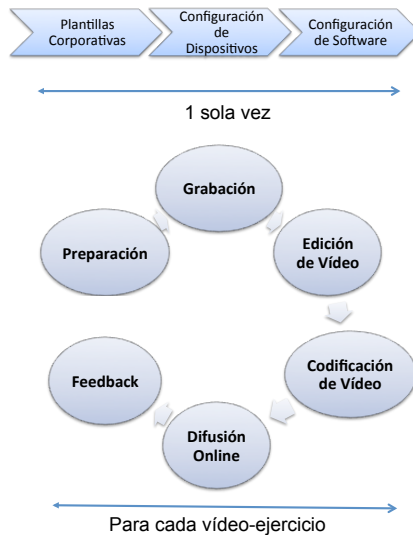 Plantillas
Corporativas
Configuración
de
Dispositivos
Configuración
de Software
1 sola vez
Grabación
Preparación
Edición
de Vídeo
Codificación
de Vídeo
Feedback
Difusión
Online
Para cada vídeo-ejercicio